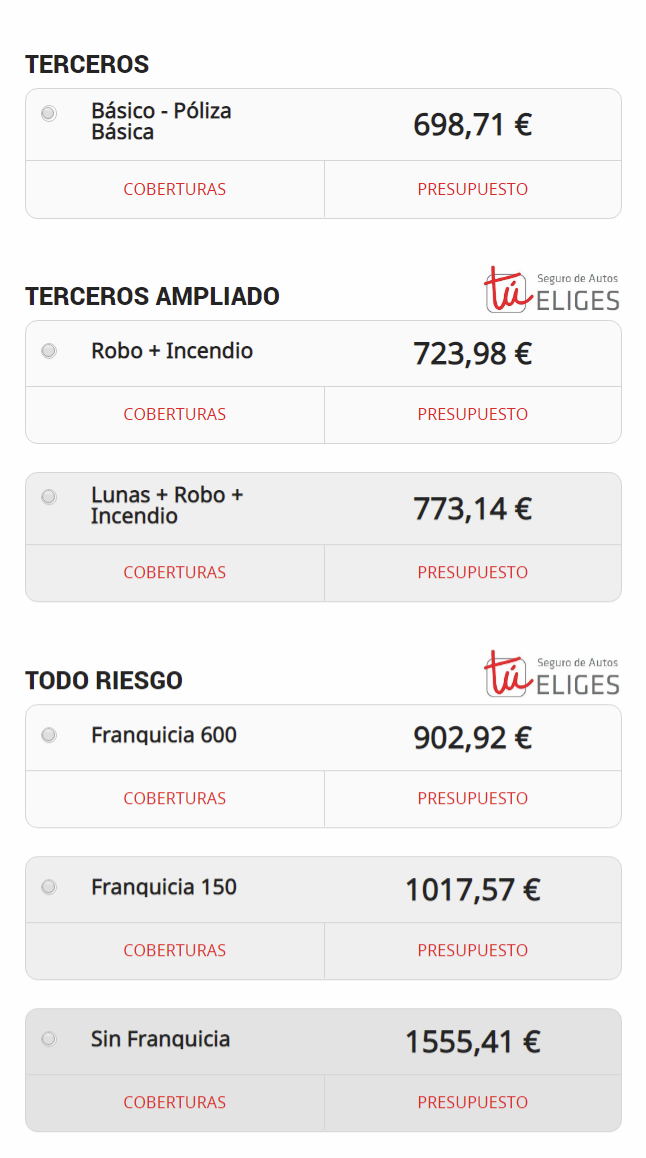 TERCEROS
Básico - Póliza
Básica
698,71 €
COBERTURAS
PRESUPUESTO
TERCEROS AMPLIADO
tú
Seguro de Autos
ELIGES
Robo + Incendio
723,98 €
COBERTURAS
PRESUPUESTO
Lunas + Robo +
Incendio
773,14 €
COBERTURAS
PRESUPUESTO
TODO RIESGO
tú
Seguro de Autos
ELIGES
Franquicia 600
902,92 €
COBERTURAS
PRESUPUESTO
Franquicia 150
1017,57 €
COBERTURAS
PRESUPUESTO
Sin Franquicia
1555,41 €
COBERTURAS
PRESUPUESTO